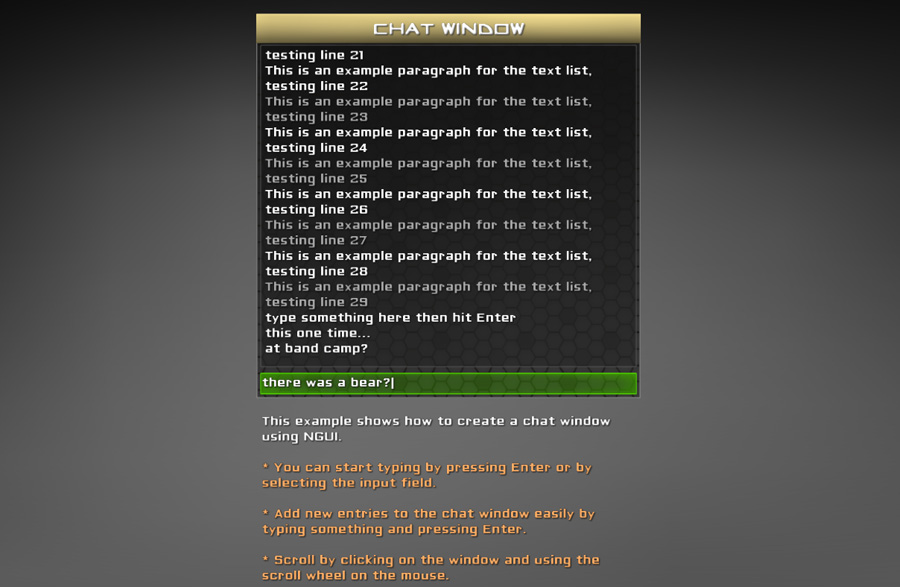 CHAT WINDOW
testing line 21
This is an example paragraph for the text list,
testing line 22
This is an example paragraph for the text list,
testing line 23
This is an example paragraph for the text list,
testing line 24
This is an example paragraph for the text list,
testing line 25
This is an example paragraph for the text list,
testing line 26
This is an example paragraph for the text list,
testing line 27
This is an example paragraph for the text list,
testing line 28
This is an example paragraph for the text list,
testing line 29
type something here then hit Enter
this one time...
at band camp?
there was a bear?|
This example shows how to create a chat window
using NGUI.
* You can start typing by pressing Enter or by
selecting the input field.
* Add new entries to the chat window easily by
typing something and pressing Enter.
* Scroll by clicking on the window and using the
scroll wheel on the mouse.